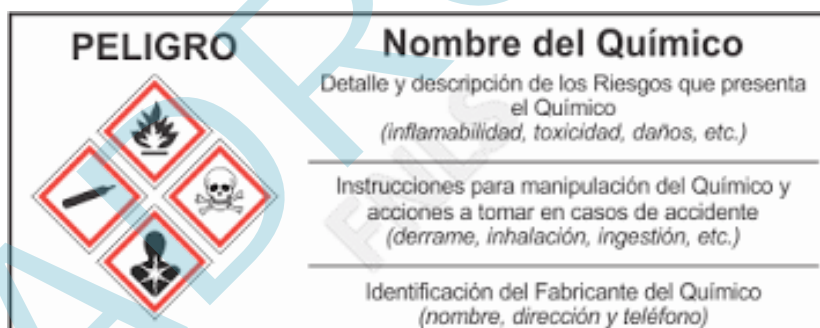 PELIGRO
Nombre del Químico
Detalle y descripción de los Riesgos que presenta
el Químico
(inflamabilidad, toxicidad, daños, etc.)
Instrucciones para manipulación del Químico y
acciones a tomar en casos de accidente
(derrame, inhalación, ingestión, etc.)
Identificación del Fabricante del Químico
(nombre, dirección y teléfono)